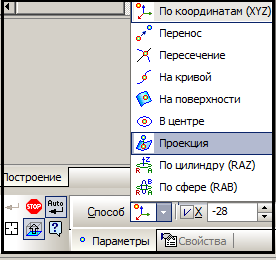 По координатам (XYZ)
Перенос
Пересечение
На кривой
На поверхности
В центре
Проекция
По цилиндру (RAZ)
По сфере (RAB)
Построение
STOP
Auto
Способ
X
-28
Параметры
Свойства